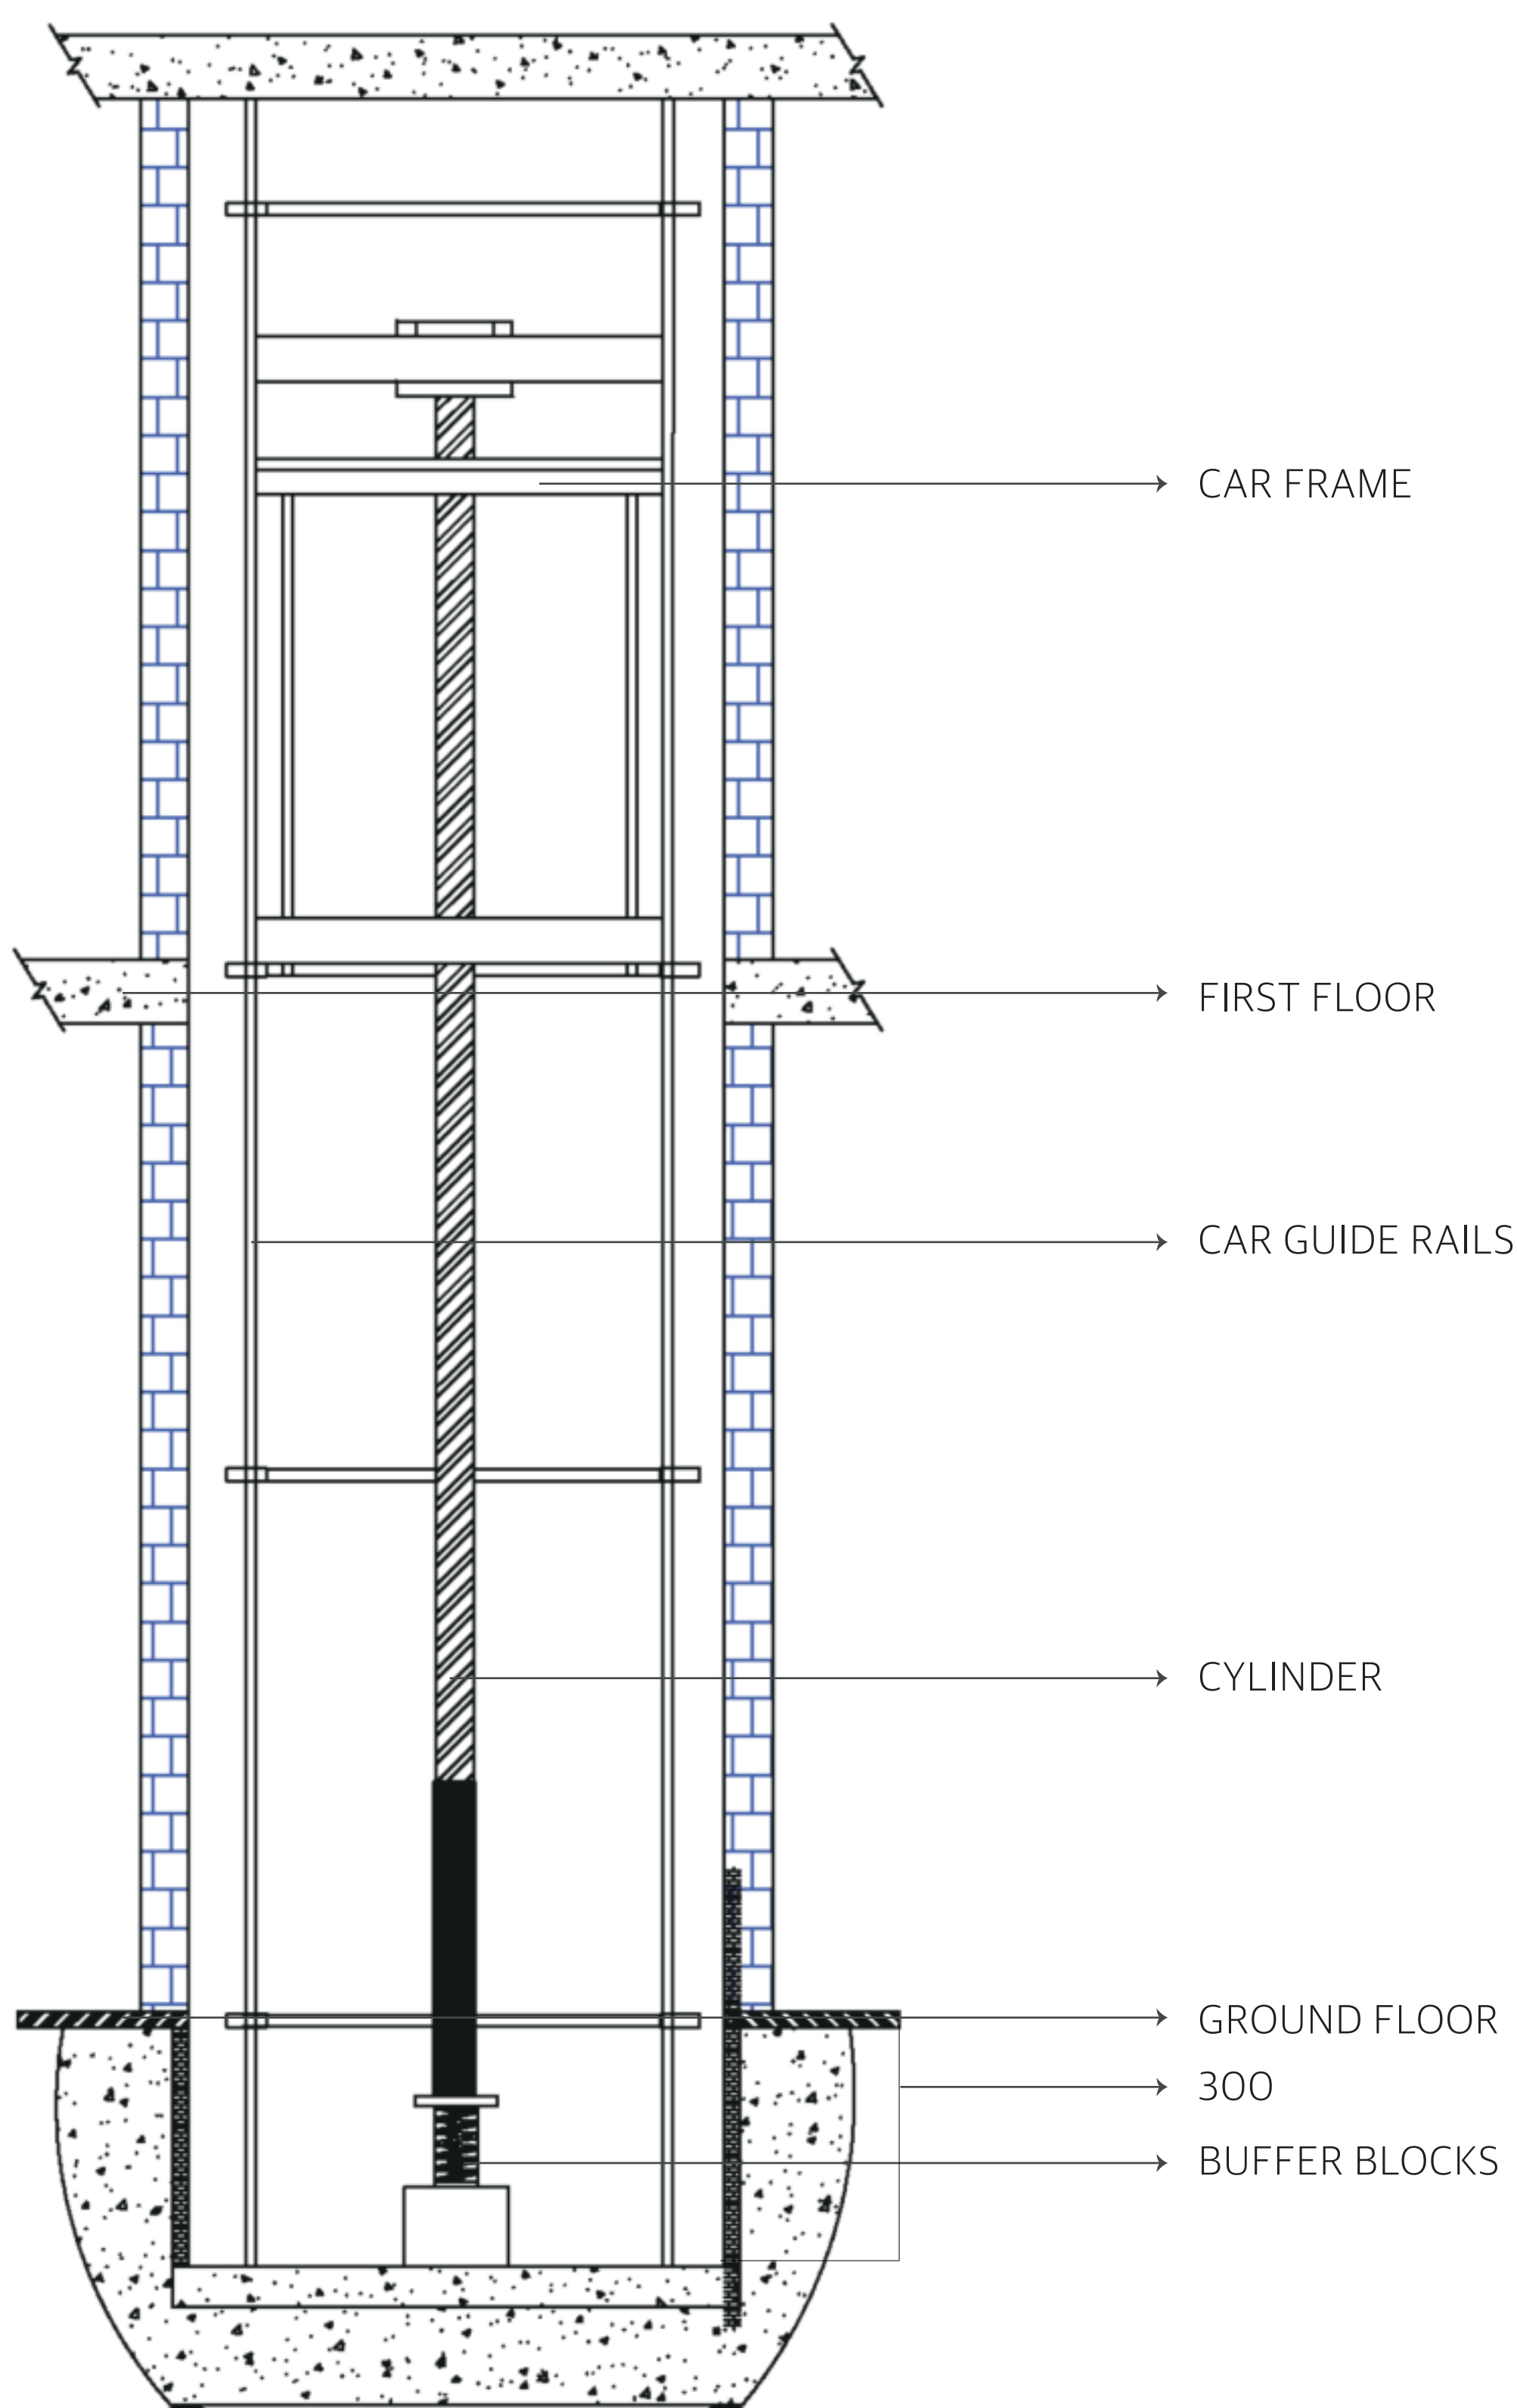 CAR FRAME
FIRST FLOOR
CAR GUIDE RAILS
CYLINDER
GROUND FLOOR
300
BUFFER BLOCKS